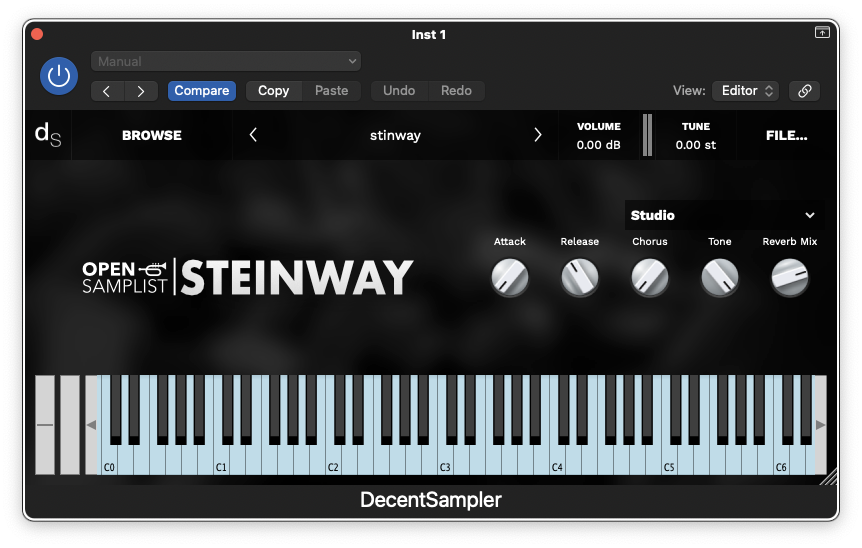 Inst 1
Manual
Compare Copy Paste Undo Redo View: Editor
dS BROWSE stinway VOLUME 0.00 dB TUNE 0.00 st FILE...
Studio
Attack Release Chorus Tone Reverb Mix
OPEN SAMPLIST STEINWAY
C0 C1 C2 C3 C4 C5 C6
DecentSampler